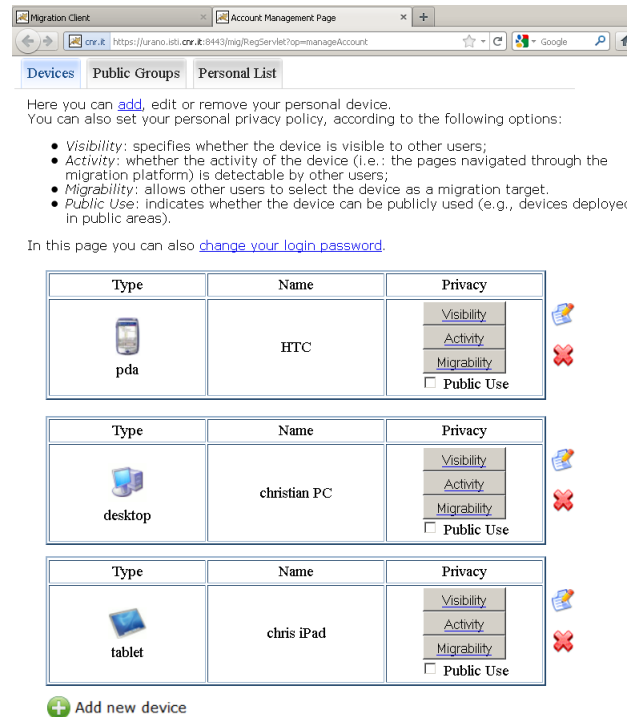 Migration Client
Account Management Page
cnr.it https://urano.isti.cnr.it:8443/mig/RegServlet?op=manageAccount
Google
Devices Public Groups Personal List
Here you can add, edit or remove your personal device.
You can also set your personal privacy policy, according to the following options:
• Visibility: specifies whether the device is visible to other users;
• Activity: whether the activity of the device (i.e.: the pages navigated through the
migration platform) is detectable by other users;
• Migrability: allows other users to select the device as a migration target.
• Public Use: indicates whether the device can be publicly used (e.g., devices deployed
in public areas).
In this page you can also change your login password.
Type Name Privacy
Visibility
Activity
HTC
pda
Migrability
Public Use
Type Name Privacy
Visibility
Activity
christian PC
desktop
Migrability
Public Use
Type Name Privacy
Visibility
Activity
chris iPad
tablet
Migrability
Public Use
Add new device